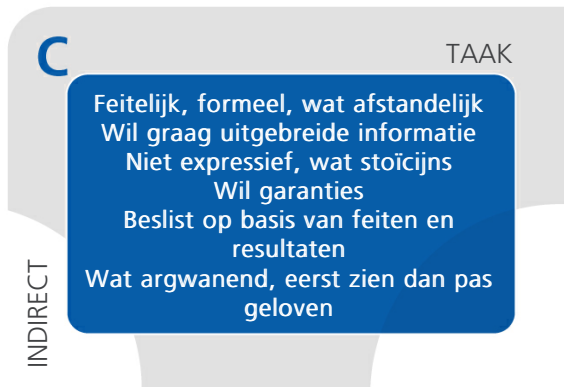 C
TAAK
Feitelijk, formeel, wat afstandelijk
Wil graag uitgebreide informatie
Niet expressief, wat stoïcijns
Wil garanties
Beslist op basis van feiten en
resultaten
Wat argwanend, eerst zien dan pas
geloven
INDIRECT